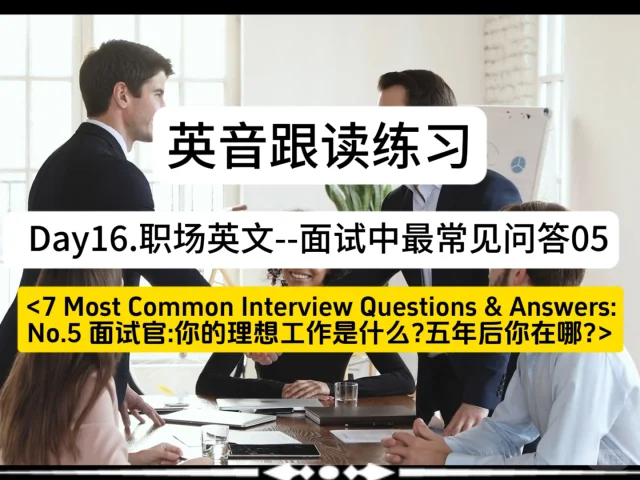 英音跟读练习
Day16.职场英文--面试中最常见问答05
<7 Most Common Interview Questions & Answers:
No.5 面试官:你的理想工作是什么?五年后你在哪?>